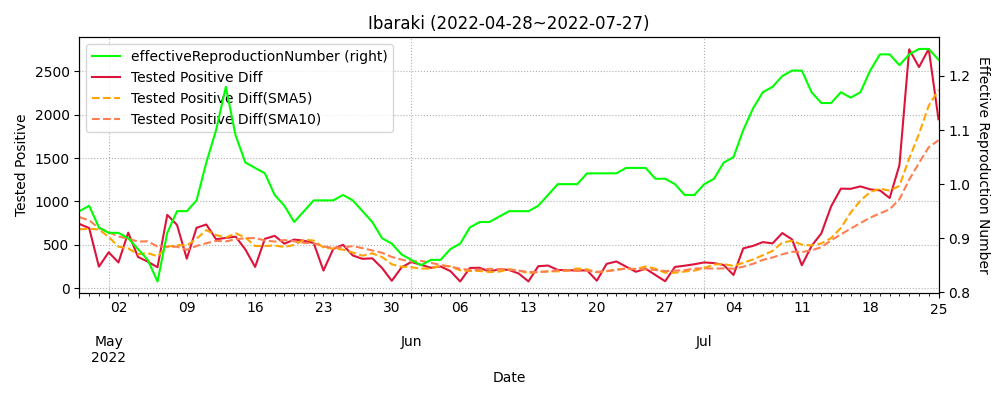 Ibaraki (2022-04-28~2022-07-27)
effectiveReproductionNumber (right)
Tested Positive Diff
Tested Positive Diff(SMA5)
Tested Positive Diff(SMA10)
Tested Positive
2500
2000
1500
1000
500
0
Effective Reproduction Number
1.2
1.1
1.0
0.9
0.8
02 09 16 23 30 06 13 20 27 04 11 18 25
May Jun Jul
2022
Date